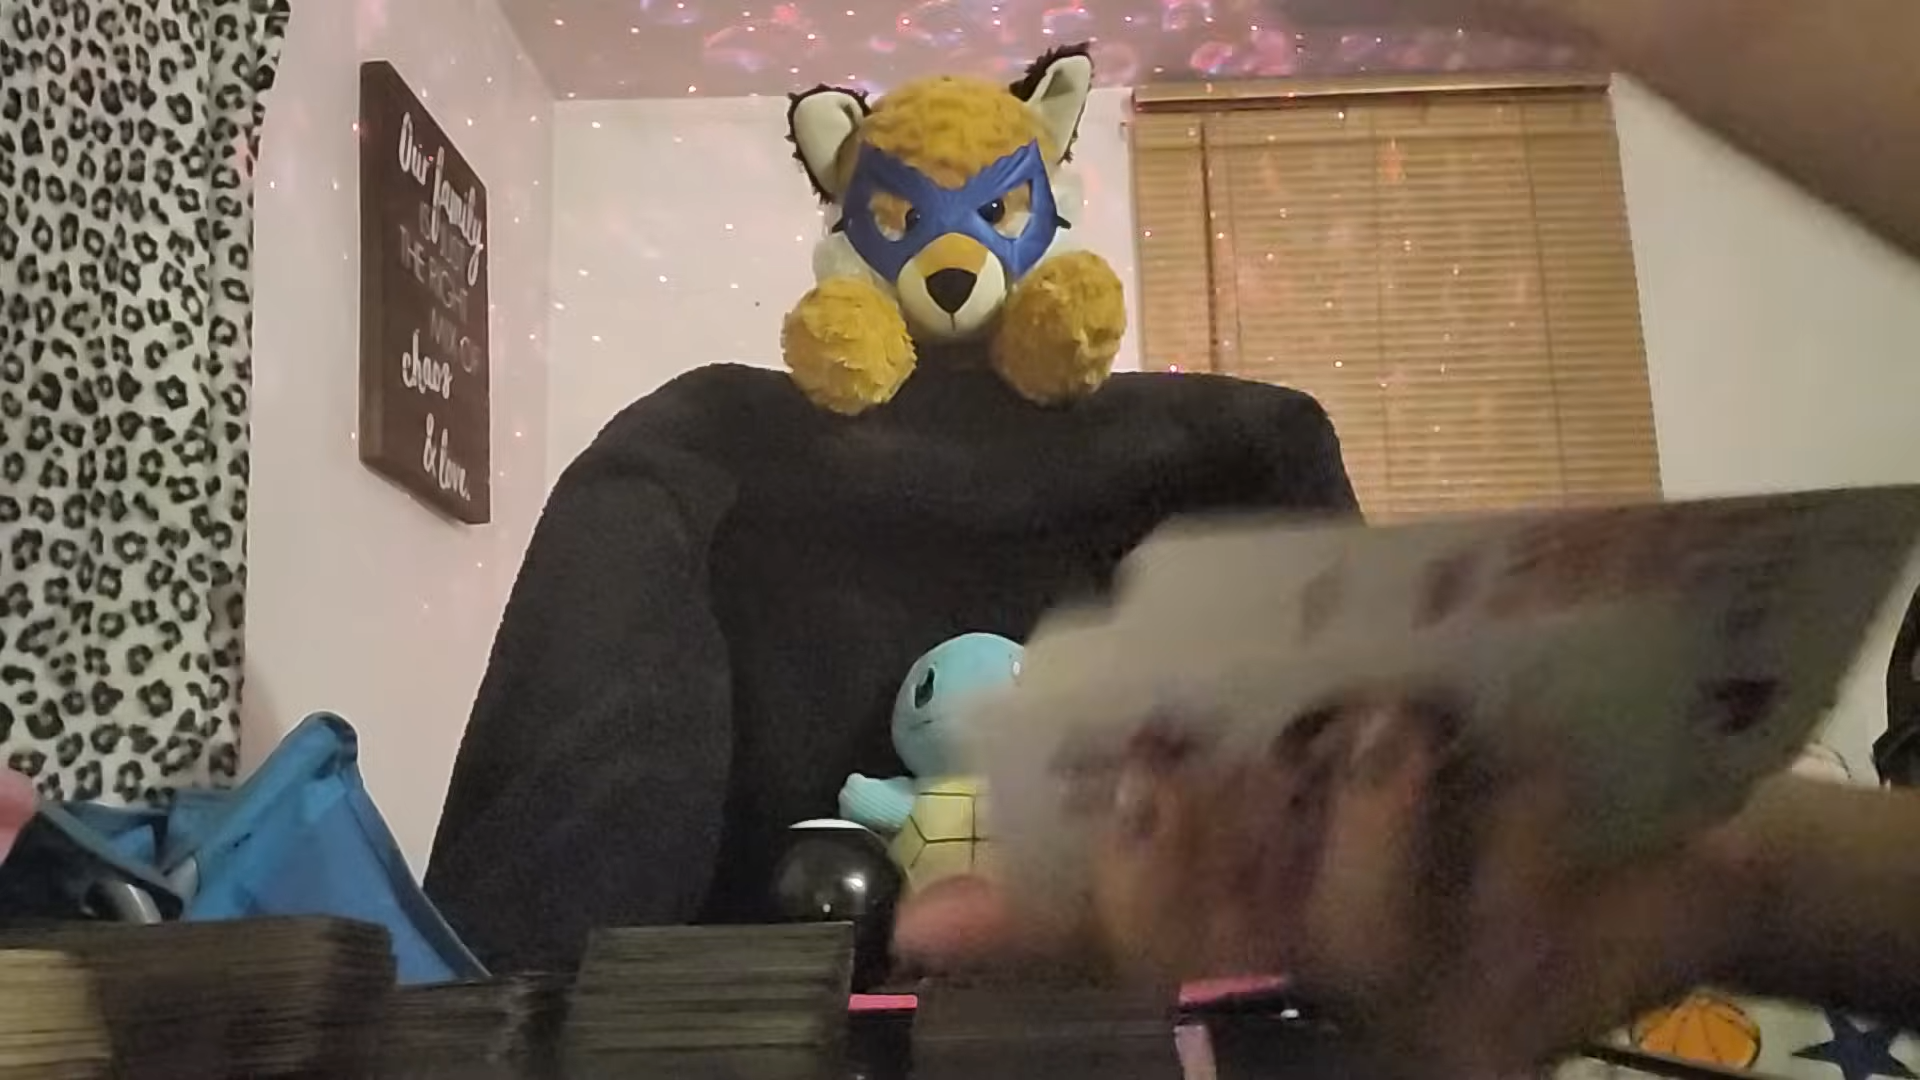 Our family
IS JUST
THE RIGHT
MIX OF
chaos
& love.